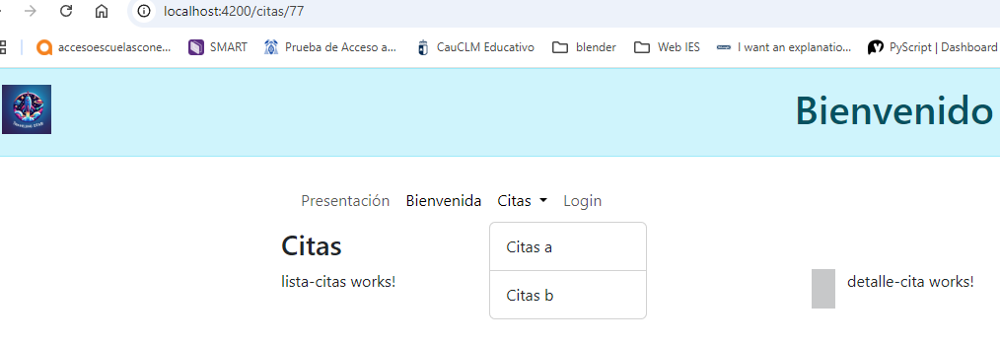 localhost:4200/citas/77
accesoescuelascone... SMART Prueba de Acceso a... CauCLM Educativo blender Web IES I want an explanatio... PyScript | Dashboard
Bienvenido
Presentación Bienvenida Citas Login
Citas
Citas a
lista-citas works! detalle-cita works!
Citas b